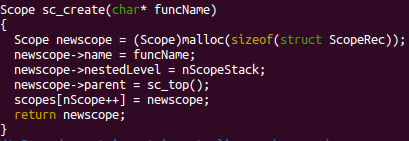 Scope sc_create(char* funcName)
{
  Scope newscope = (Scope)malloc(sizeof(struct ScopeRec));
  newscope->name = funcName;
  newscope->nestedLevel = nScopeStack;
  newscope->parent = sc_top();
  scopes[nScope++] = newscope;
  return newscope;
}